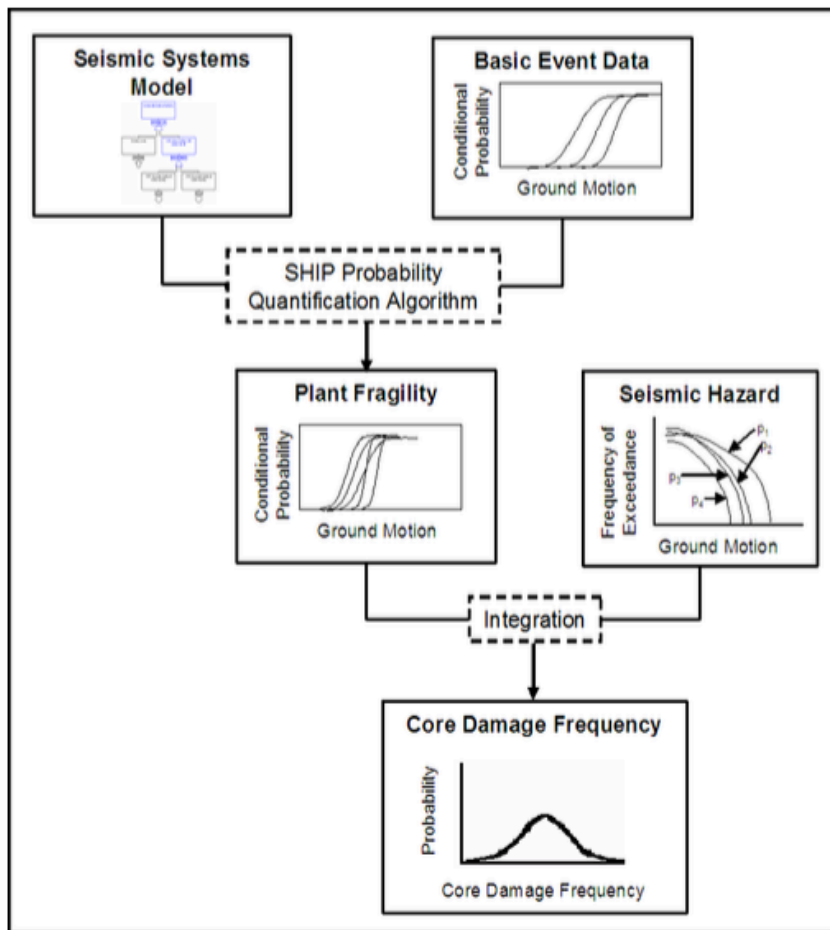 Seismic Systems
Model
Basic Event Data
Conditional
Probability
Ground Motion
SHIP Probability
Quantification Algorithm
Plant Fragility
Conditional
Probability
Ground Motion
Seismic Hazard
Frequency of
Exceedance
p1
p2
p3
p4
Ground Motion
Integration
Core Damage Frequency
Probability
Core Damage Frequency